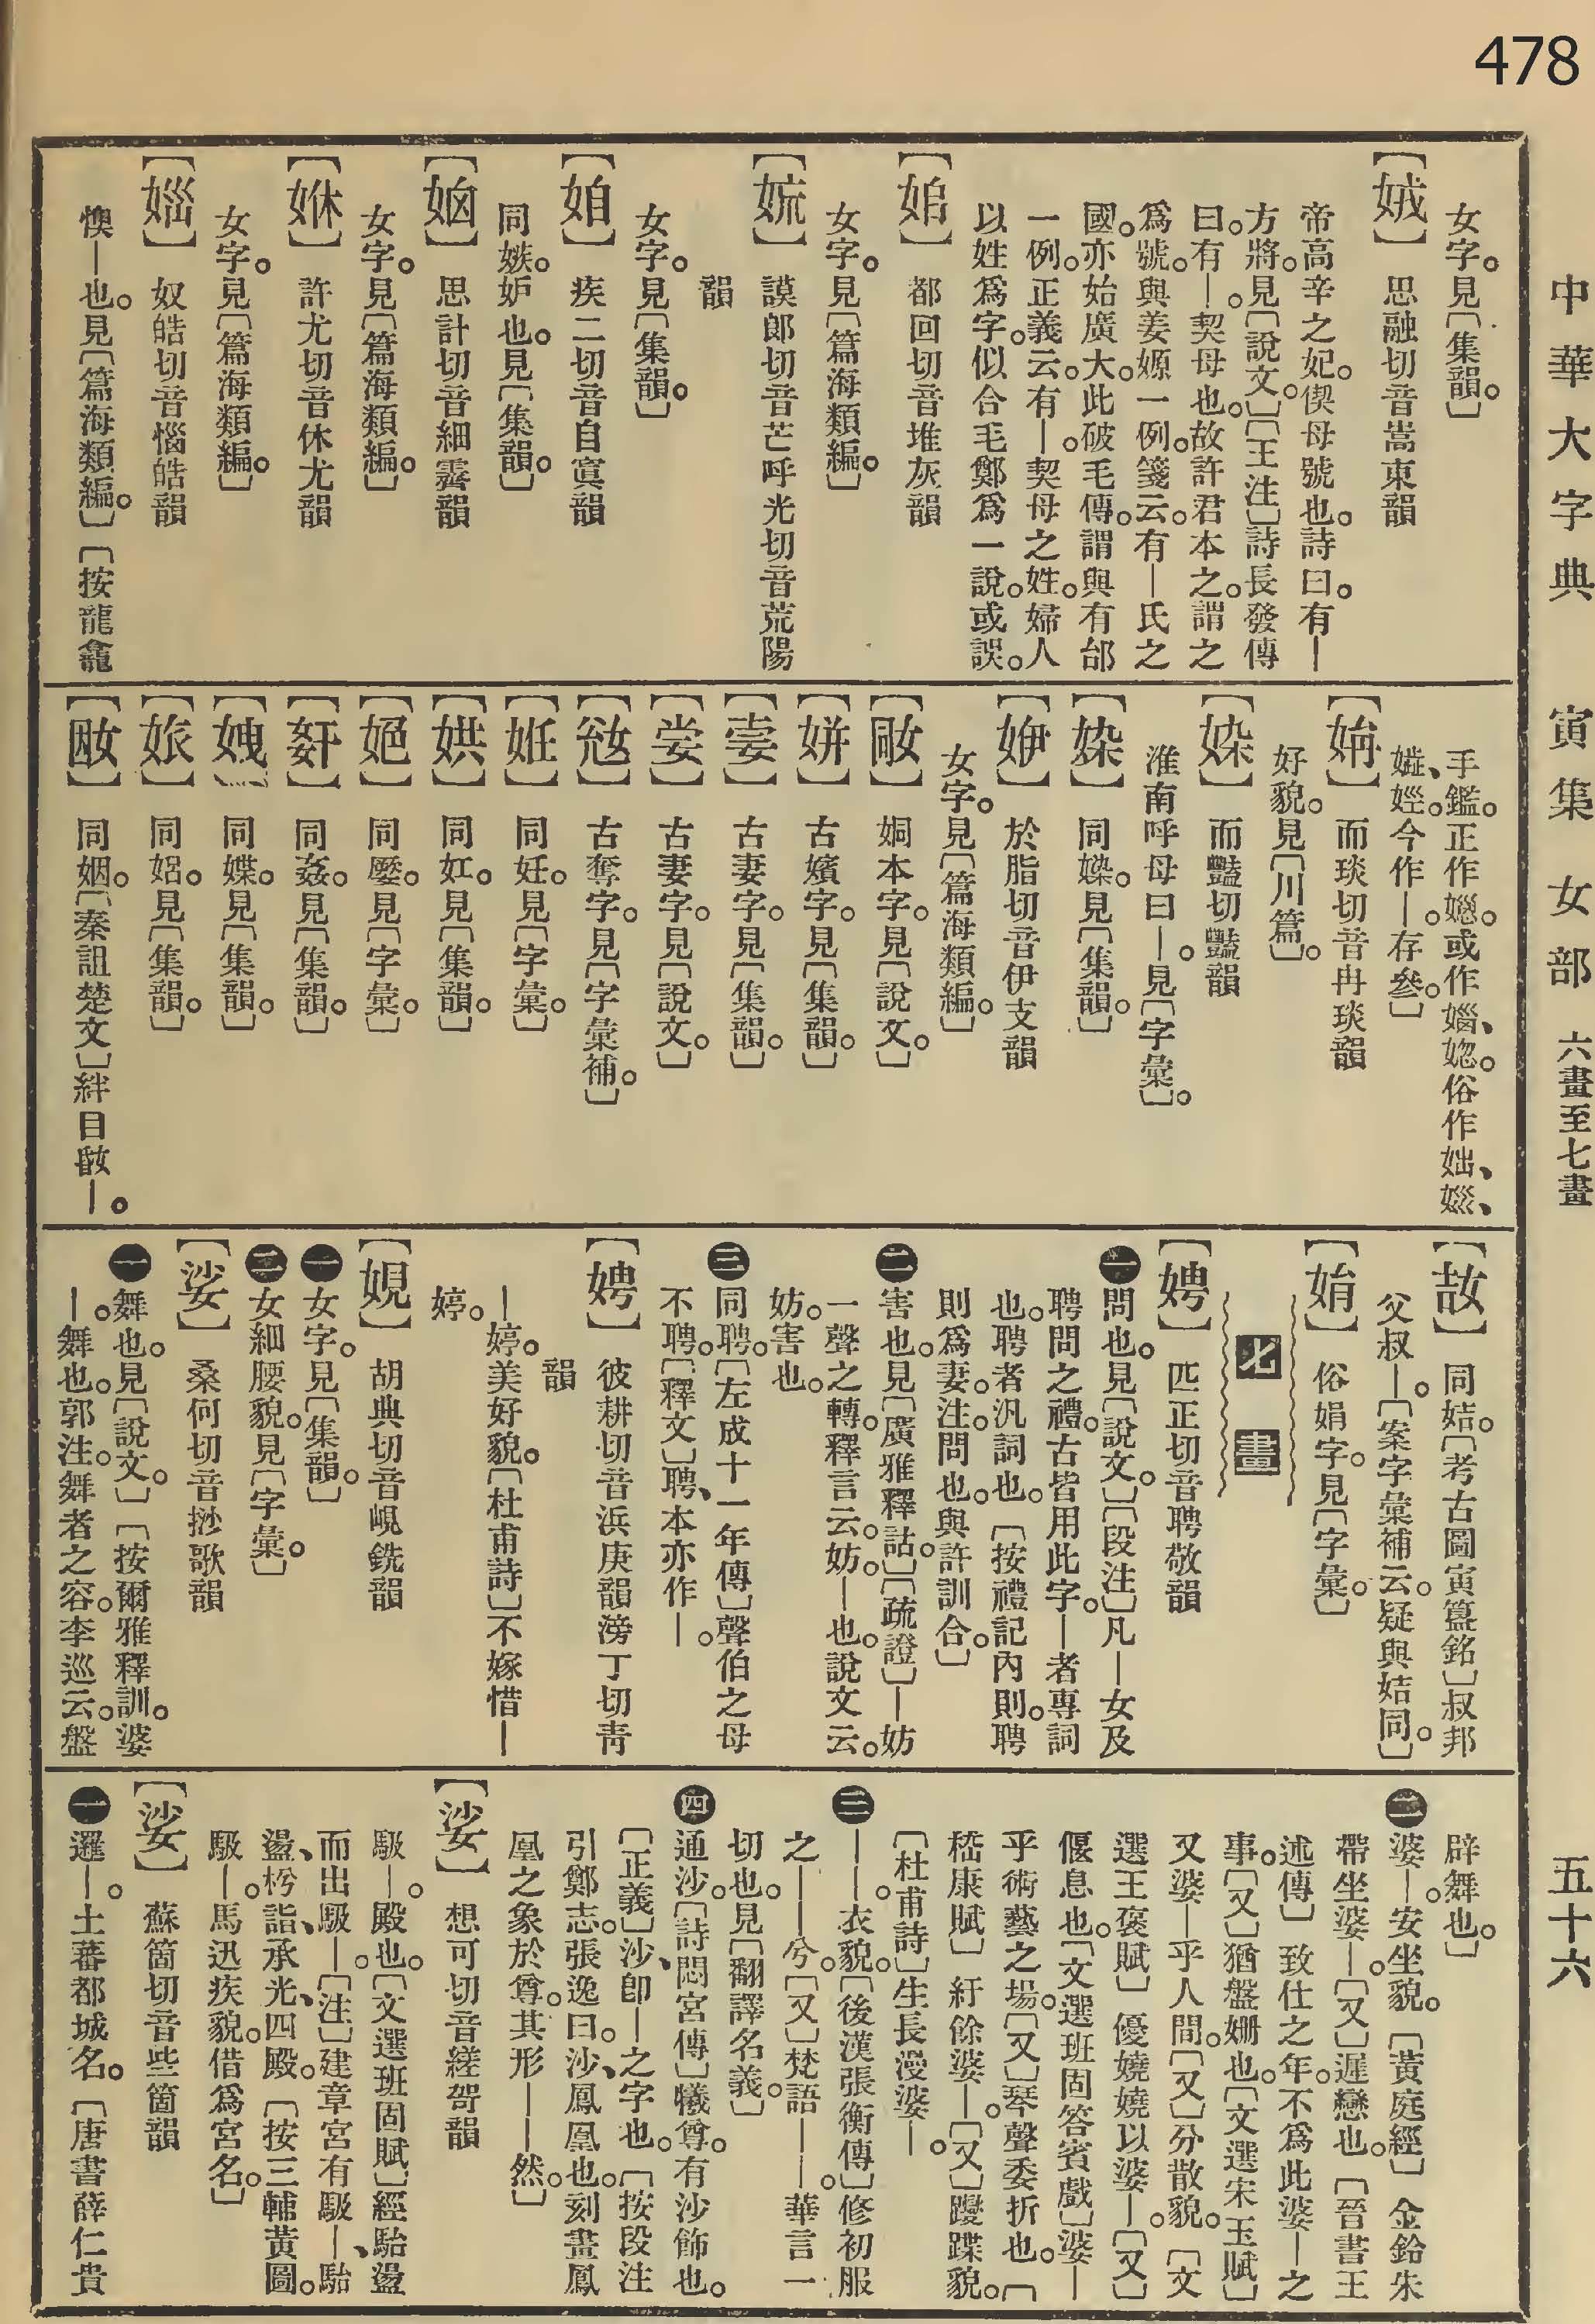 478
中華大字典 寅集 女部 六畫至七畫 五十六
女字。見〔集韻。〕
【娀】 思融切音嵩東韻
帝高辛之妃。偰母號也。詩曰。有—
方將。見〔說文。〕〔王注〕詩長發傳
曰。有—。契母也。故許君本之。謂之
爲號。與姜嫄一例。箋云。有—氏之
國。亦始廣大。此破毛傳。謂與有邰
一例。正義云。有—。契母之姓。婦人
以姓爲字。似合毛鄭爲一說。或誤。
【㛂】 都回切音堆灰韻
女字。見〔篇海類編。〕
【㛃】 謨郎切音芒呼光切音荒陽
韻
女字。見〔集韻。〕
【㛄】 疾二切音自寘韻
同嫉。妒也。見〔集韻。〕
思計切音細霽韻
女字。見〔篇海類編。〕
【㛅】 許尤切音休尤韻
女字。見〔篇海類編。〕
奴皓切音惱皓韻
懊—也。見〔篇海類編。〕〔按龍龕
手鑑。正作㛴。或作嫍、㛴。俗作
今作—。存參。〕
而琰切音冉琰韻
好貌。見〔川篇。〕
【㛇】 而豔切豔韻
淮南呼母曰—。見〔字彙。〕
【㛇】 同媣。見〔集韻。〕
於脂切音伊支韻
女字。見〔篇海類編。〕
姛本字。見〔說文。〕
【姘】 古嬪字。見〔集韻。〕
古妻字。見〔集韻。〕
古妻字。見〔說文。〕
古奪字。見〔字彙補。〕
【姙】 同妊。見〔字彙。〕
【娂】 同妅。見〔集韻。〕
同嬮。見〔字彙。〕
同姦。見〔集韻。〕
同媟。見〔集韻。〕
同㛎。見〔集韻。〕
同姻。〔秦詛楚文〕絆目㛰—。
同姞。〔考古圖寅簋銘〕叔邦
父叔—。〔案字彙補云。疑與姞同。〕
【姢】 俗娟字。見〔字彙。〕
七畫
【娉】 匹正切音聘敬韻
㊀問也。見〔說文。〕〔段注〕凡—女及
聘問之禮。古皆用此字。—者專詞
也。聘者汎詞也。〔按禮記內則。聘
則爲妻。注。問也。與許訓合。〕
㊁害也。見〔廣雅釋詁。〕〔疏證〕—妨
一聲之轉。釋言云。妨。—也。說文云。
妨。害也。
㊂同聘。〔左成十一年傳〕聲伯之母
不聘。〔釋文〕聘、本亦作—。
【娉】 彼耕切音浜庚韻滂丁切靑
韻
—婷。美好貌。〔杜甫詩〕不嫁惜—
婷。
【娊】 胡典切音峴銑韻
㊀女字。見〔集韻。〕
㊁女細腰貌。見〔字彙。〕
【娑】 桑何切音挱歌韻
㊀舞也。見〔說文。〕〔按爾雅釋訓。婆
—。舞也。郭注。舞者之容。李巡云。盤
辟舞也。〕
㊁婆—。安坐貌。〔黃庭經〕金鈴朱
帶坐婆—。〔又〕遲戀也。〔晉書王
述傳〕致仕之年。不爲此婆—之
事。〔又〕猶盤姍也。〔文選宋玉賦〕
又婆—乎人間。〔又〕分散貌。〔文
選王褒賦〕優嬈嬈以婆—。〔又〕
偃息也。〔文選班固答賓戲〕婆—
乎術藝之場。〔又〕琴聲委折也。〔
嵇康賦〕紆餘婆—。〔又〕躞蹀貌。
〔杜甫詩〕生長漫婆—。
㊂——。衣貌。〔後漢張衡傳〕修初服
之——兮。〔又〕梵語——。華言一
切也。見〔翻譯名義。〕
㊃通沙。〔詩閟宮傳〕犧尊。有沙飾也。
〔正義〕沙、卽—之字也。〔按段注
引鄭志。張逸曰。沙、鳳凰也。刻畫鳳
凰之象於尊。其形——然。〕
【娑】 想可切音縒哿韻
馺—。殿也。〔文選班固賦〕經駘盪
而出馺—。〔注〕建章宮有馺—、駘
盪、枍詣、承光、四殿。〔按三輔黃圖。
馺—。馬迅疾貌。借爲宮名。〕
【娑】 蘇箇切音些箇韻
㊀邏—。土蕃都城名。〔唐書薛仁貴